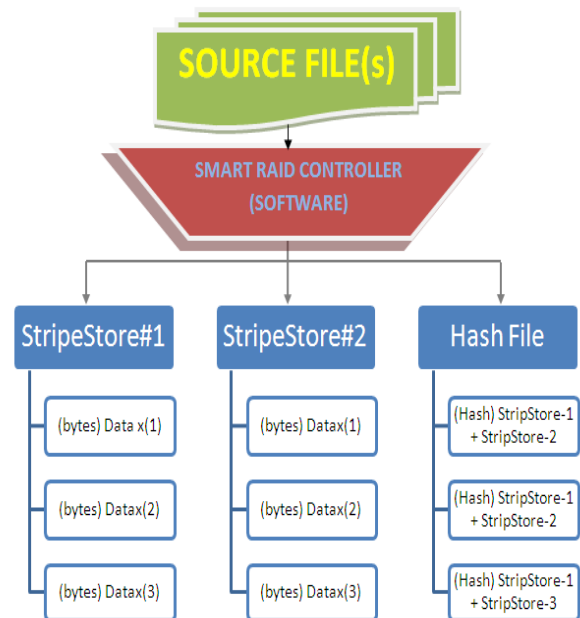 SOURCE FILE(s)
SMART RAID CONTROLLER
(SOFTWARE)
StripeStore#1
StripeStore#2
Hash File
(bytes) Data x(1)
(bytes) Datax(1)
(Hash) StripStore-1
+ StripStore-2
(bytes) Datax(2)
(bytes) Datax(2)
(Hash) StripStore-1
+ StripStore-2
(bytes) Datax(3)
(bytes) Datax(3)
(Hash) StripStore-1
+ StripStore-3